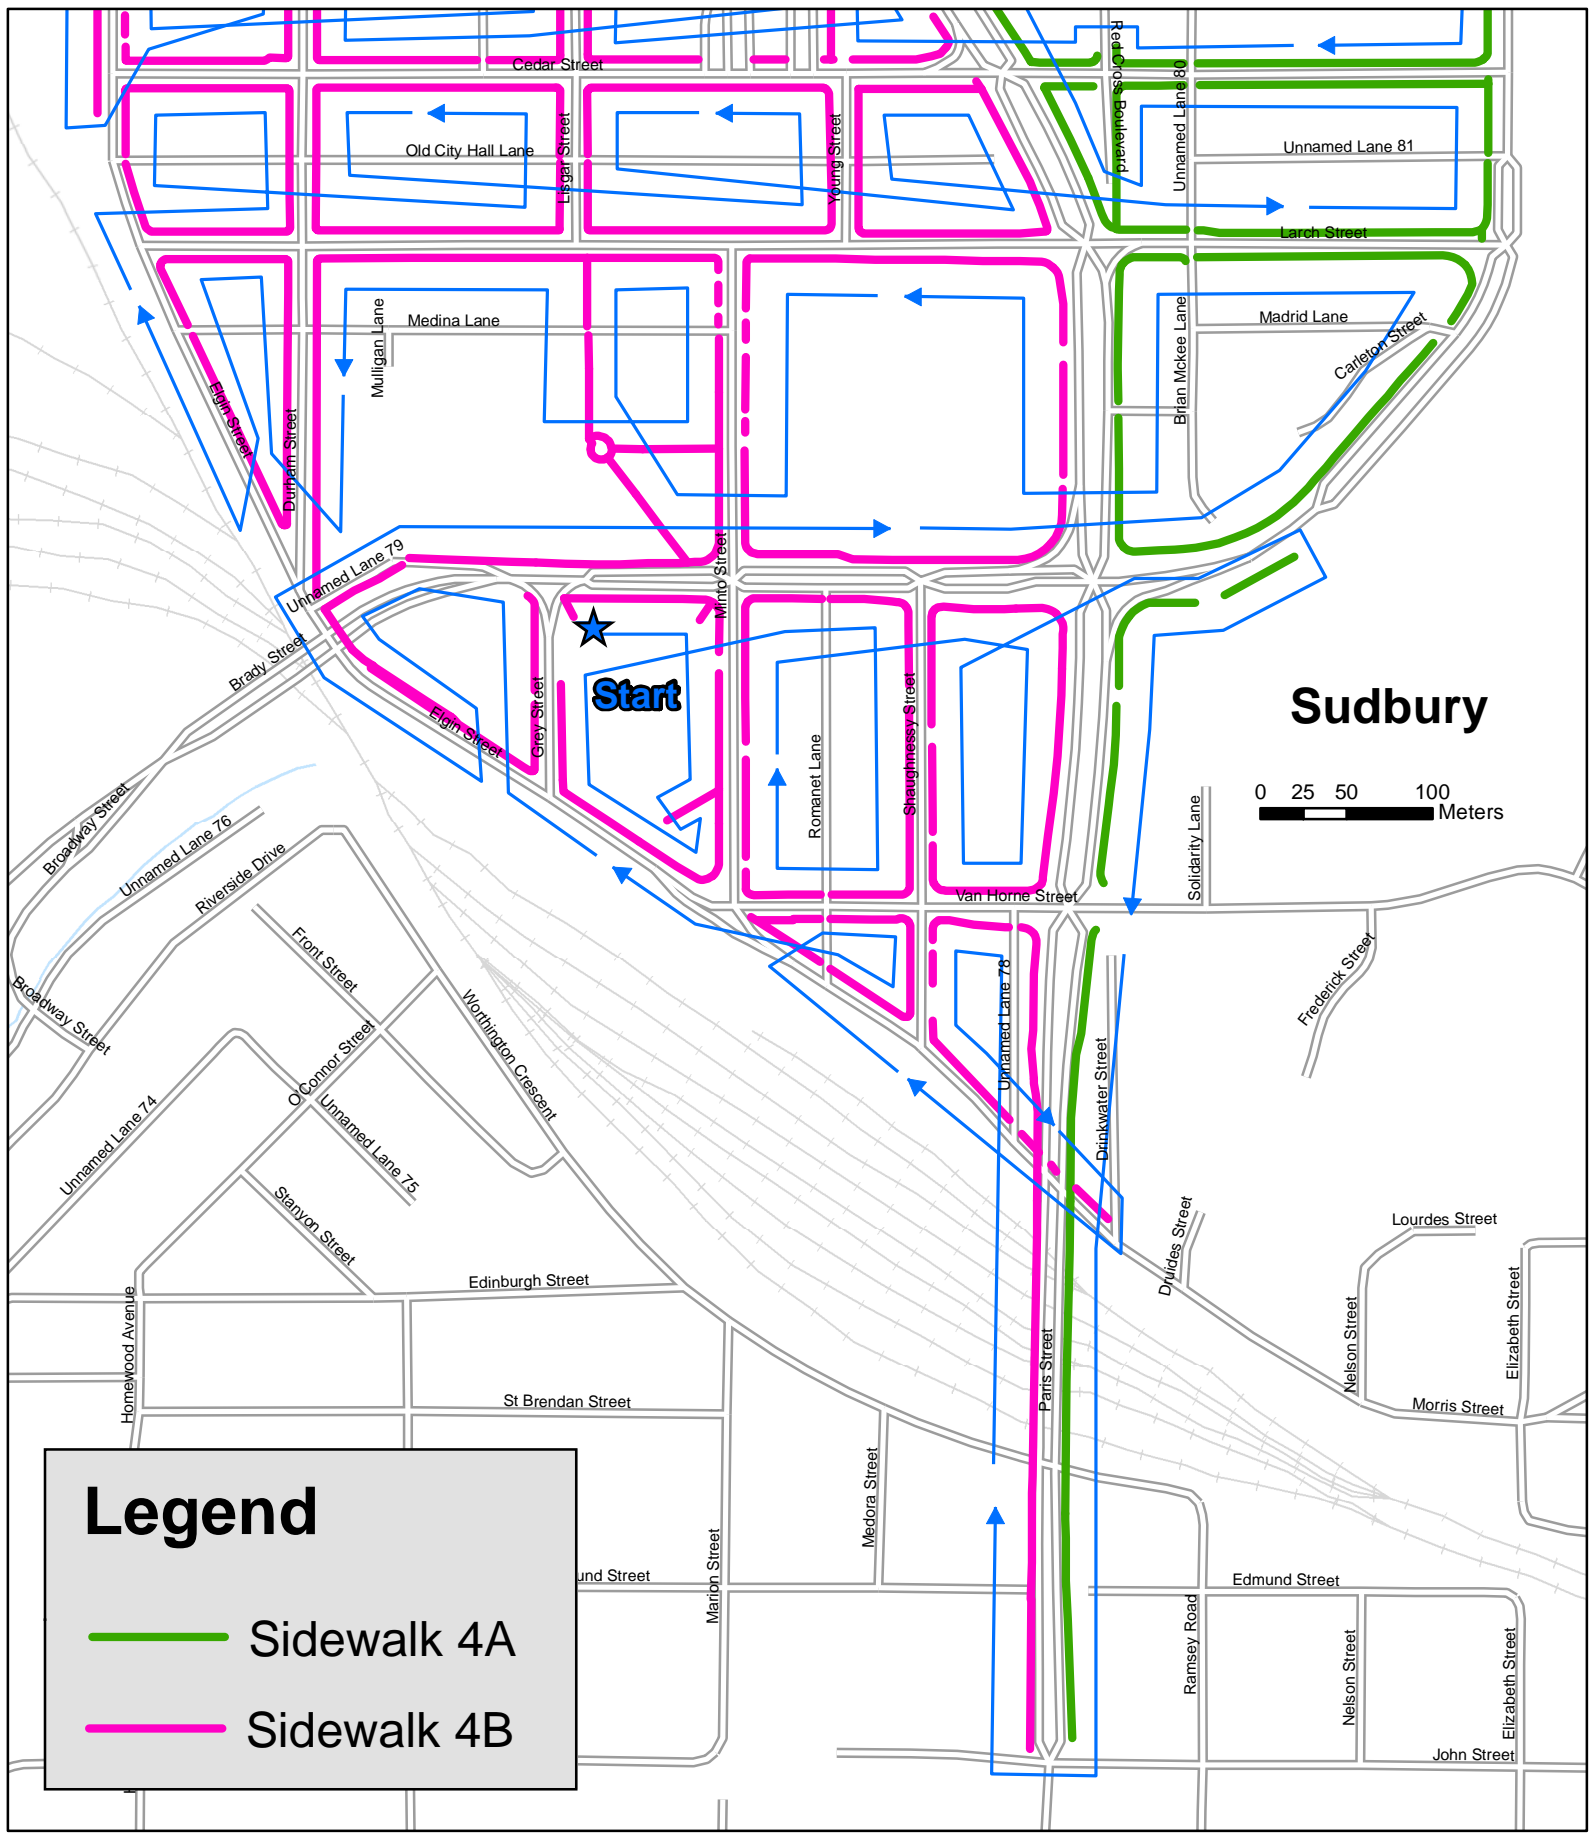 Cedar Street
Red Cross Boulevard
Unnamed Lane 80
Old City Hall Lane
Lisgar Street
Young Street
Unnamed Lane 81
Larch Street
Medina Lane
Mulligan Lane
Madrid Lane
Brian Mckee Lane
Carleton Street
Elgin Street
Durham Street
Unnamed Lane 79
Minto Street
Brady Street
Start
Sudbury
Elgin Street
Grey Street
Shaughnessy Street
Romanet Lane
0 25 50 100
Meters
Solidarity Lane
Broadway Street
Unnamed Lane 76
Riverside Drive
Van Horne Street
Front Street
Frederick Street
Broadway Street
Worthington Crescent
Unnamed Lane 78
O'Connor Street
Drinkwater Street
Unnamed Lane 74
Unnamed Lane 75
Stanyon Street
Druides Street
Lourdes Street
Edinburgh Street
Homewood Avenue
Paris Street
Nelson Street
Elizabeth Street
St Brendan Street
Morris Street
Medora Street
Marion Street
und Street
Edmund Street
Ramsey Road
Nelson Street
Elizabeth Street
John Street
Legend
Sidewalk 4A
Sidewalk 4B